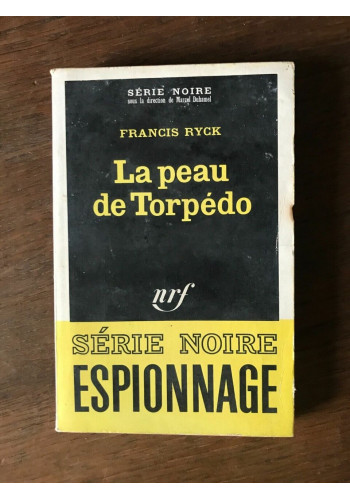 SÉRIE NOIRE
sous la direction de Marcel Duhamel
FRANCIS RYCK
La peau
de Torpédo
nrf
SÉRIE NOIRE
ESPIONNAGE